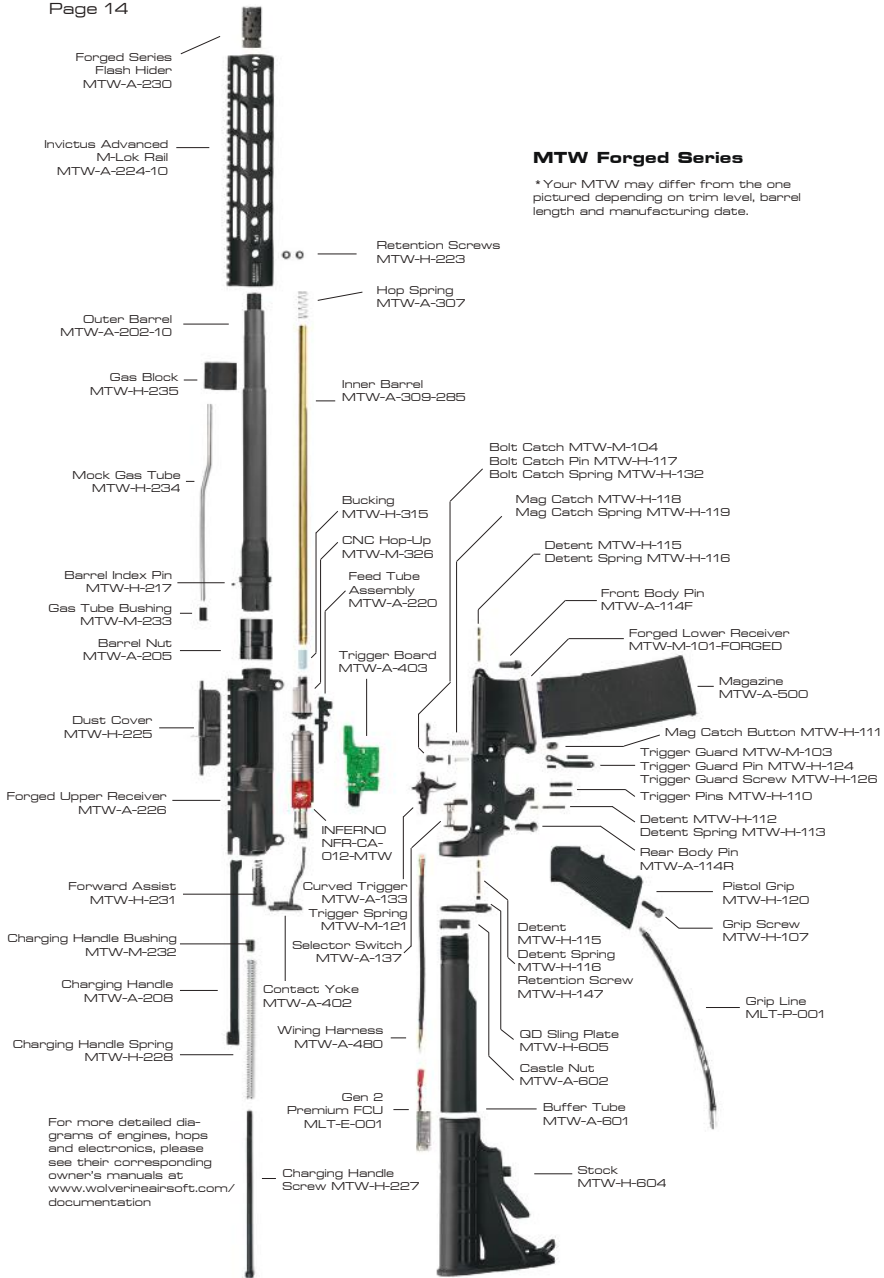 Page 14
Forged Series
Flash Hider
MTW-A-230
Invictus Advanced
M-Lok Rail
MTW-A-224-10
MTW Forged Series
*Your MTW may differ from the one
pictured depending on trim level, barrel
length and manufacturing date.
Retention Screws
MTW-H-223
Hop Spring
MTW-A-307
Outer Barrel
MTW-A-202-10
Gas Block
MTW-H-235
Inner Barrel
MTW-A-309-285
Mock Gas Tube
MTW-H-234
Bolt Catch MTW-M-104
Bolt Catch Pin MTW-H-117
Bolt Catch Spring MTW-H-132
Mag Catch MTW-H-118
Mag Catch Spring MTW-H-119
Bucking
MTW-H-315
CNC Hop-Up
MTW-M-326
Detent MTW-H-115
Detent Spring MTW-H-116
Feed Tube
Assembly
MTW-A-220
Barrel Index Pin
MTW-H-217
Front Body Pin
MTW-A-114F
Gas Tube Bushing
MTW-M-233
Forged Lower Receiver
MTW-M-101-FORGED
Barrel Nut
MTW-A-205
Trigger Board
MTW-A-403
Magazine
MTW-A-500
Dust Cover
MTW-H-225
Mag Catch Button MTW-H-111
Trigger Guard MTW-M-103
Trigger Guard Pin MTW-H-124
Trigger Guard Screw MTW-H-126
Trigger Pins MTW-H-110
Forged Upper Receiver
MTW-A-226
Detent MTW-H-112
Detent Spring MTW-H-113
INFERNO
NFR-CA-
012-MTW
Rear Body Pin
MTW-A-114R
Forward Assist
MTW-H-231
Curved Trigger
MTW-A-133
Trigger Spring
MTW-M-121
Pistol Grip
MTW-H-120
Grip Screw
MTW-H-107
Charging Handle Bushing
MTW-M-232
Selector Switch
MTW-A-137
Detent
MTW-H-115
Detent Spring
MTW-H-116
Retention Screw
MTW-H-147
Charging Handle
MTW-A-208
Contact Yoke
MTW-A-402
Grip Line
MLT-P-001
Wiring Harness
MTW-A-480
QD Sling Plate
MTW-H-605
Charging Handle Spring
MTW-H-228
Castle Nut
MTW-A-602
Gen 2
Premium FCU
MLT-E-001
Buffer Tube
MTW-A-601
For more detailed dia-
grams of engines, hops
and electronics, please
see their corresponding
owner's manuals at
www.wolverineairsoft.com/
documentation
Charging Handle
Screw MTW-H-227
Stock
MTW-H-604